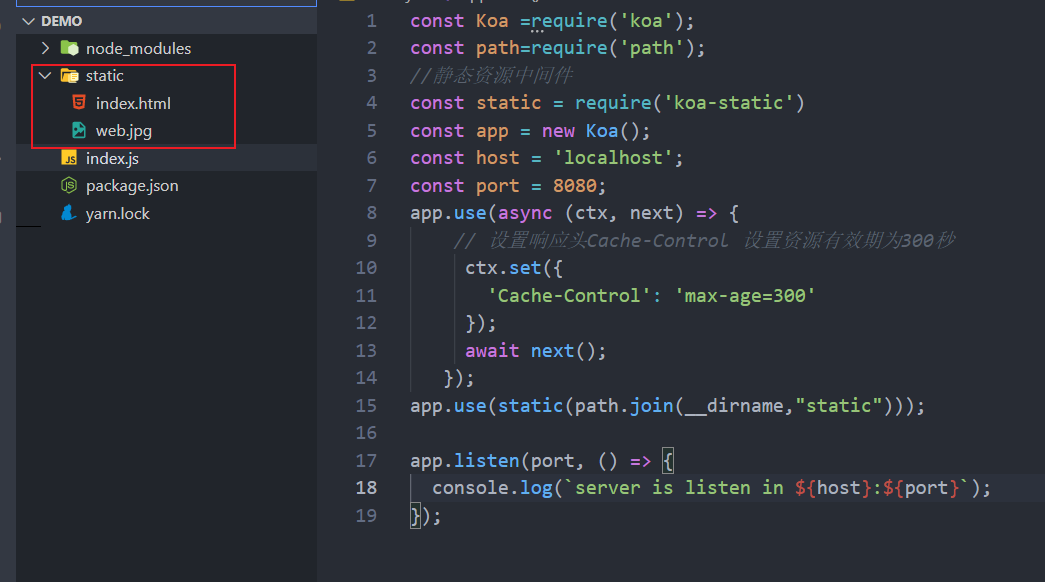 DEMO
node_modules
static
index.html
web.jpg
index.js
package.json
yarn.lock
1 const Koa =require('koa');
2 const path=require('path');
3 //静态资源中间件
4 const static = require('koa-static')
5 const app = new Koa();
6 const host = 'localhost';
7 const port = 8080;
8 app.use(async (ctx, next) => {
9 // 设置响应头Cache-Control 设置资源有效期为300秒
10 ctx.set({
11 'Cache-Control': 'max-age=300'
12 });
13 await next();
14 });
15 app.use(static(path.join(__dirname,"static")));
16
17 app.listen(port, () => {
18 console.log(`server is listen in ${host}:${port}`);
19 });